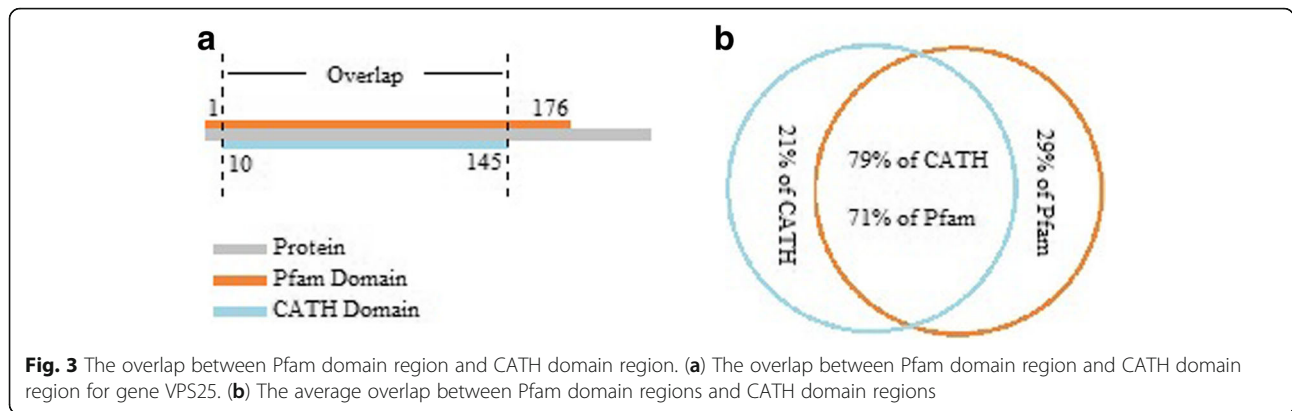 a
Overlap
1
176
10
145
Protein
Pfam Domain
CATH Domain
b
21% of CATH
79% of CATH
71% of Pfam
29% of Pfam
Fig. 3 The overlap between Pfam domain region and CATH domain region. (a) The overlap between Pfam domain region and CATH domain
region for gene VPS25. (b) The average overlap between Pfam domain regions and CATH domain regions